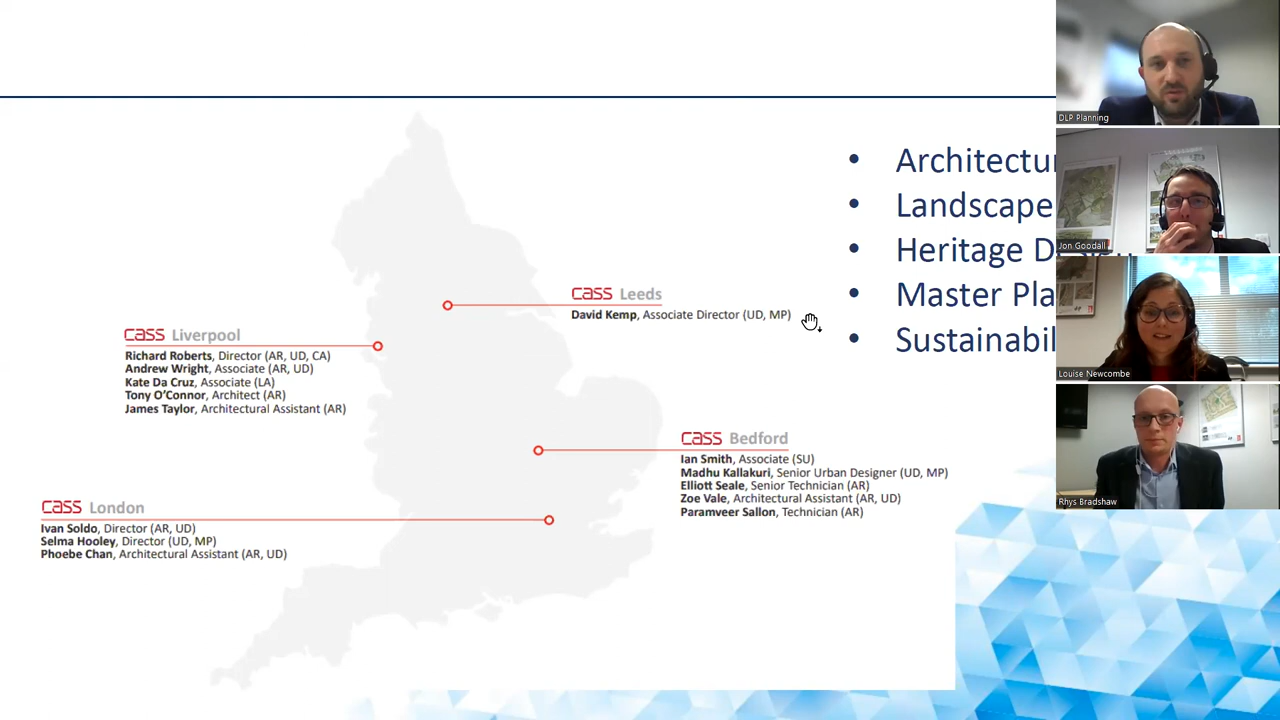 CASS Leeds
David Kemp, Associate Director (UD, MP)
CASS Liverpool
Richard Roberts, Director (AR, UD, CA)
Andrew Wright, Associate (AR, UD)
Kate Da Cruz, Associate (LA)
Tony O'Connor, Architect (AR)
James Taylor, Architectural Assistant (AR)
CASS Bedford
Ian Smith, Associate (SU)
Madhu Kallakuri, Senior Urban Designer (UD, MP)
Elliott Seale, Senior Technician (AR)
Zoe Vale, Architectural Assistant (AR, UD)
Paramveer Sallon, Technician (AR)
CASS London
Ivan Soldo, Director (AR, UD)
Selma Hooley, Director (UD, MP)
Phoebe Chan, Architectural Assistant (AR, UD)
• Architectu
• Landscape
• Heritage D
• Master Pla
• Sustainabil
DLP Planning
Jon Goodall
Louise Newcombe
Rhys Bradshaw